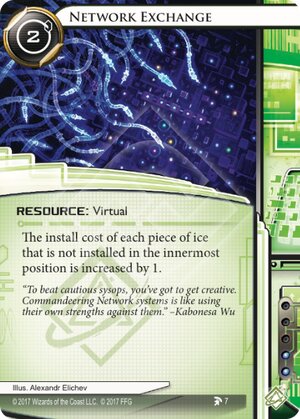 NETWORK EXCHANGE
2
RESOURCE: Virtual
The install cost of each piece of ice
that is not installed in the innermost
position is increased by 1.
“To beat cautious sysops, you’ve got to get creative.
Commandeering Network systems is like using
their own strengths against them.” –Kabonesa Wu
Illus. Alexandr Elichev
© 2017 Wizards of the Coast LLC. © 2017 FFG
7